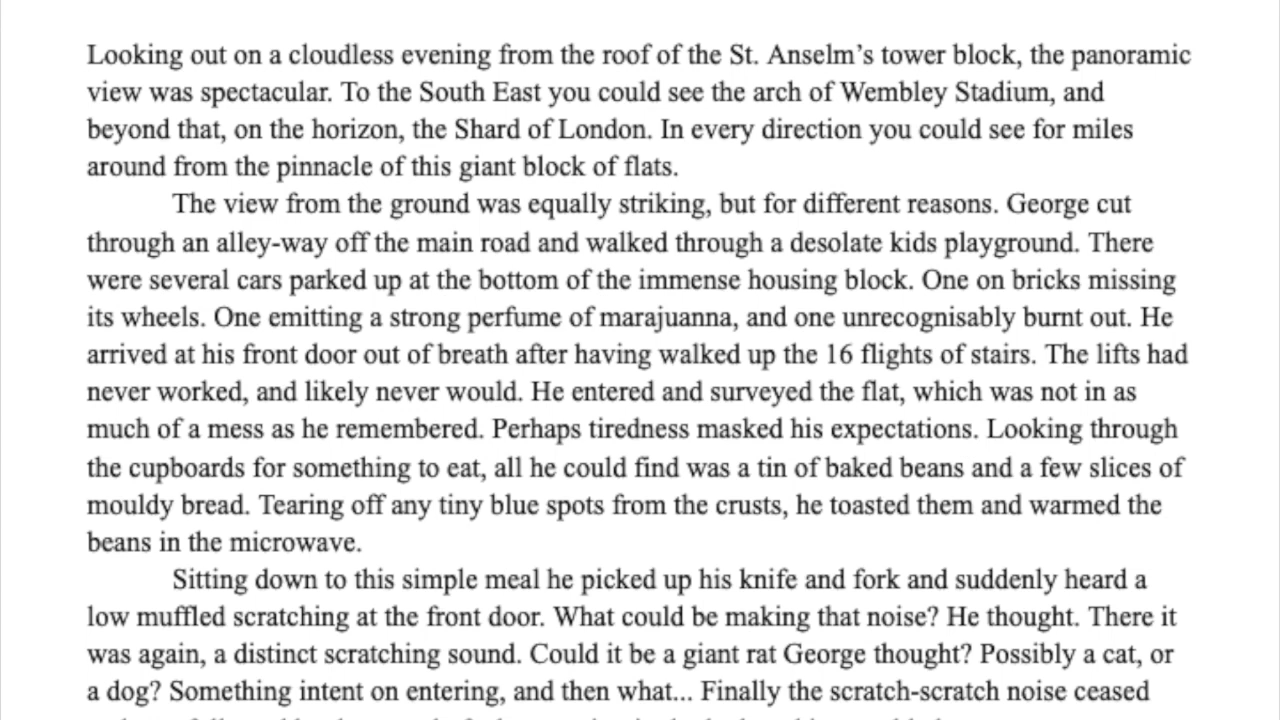 Looking out on a cloudless evening from the roof of the St. Anselm’s tower block, the panoramic
view was spectacular. To the South East you could see the arch of Wembley Stadium, and
beyond that, on the horizon, the Shard of London. In every direction you could see for miles
around from the pinnacle of this giant block of flats.
The view from the ground was equally striking, but for different reasons. George cut
through an alley-way off the main road and walked through a desolate kids playground. There
were several cars parked up at the bottom of the immense housing block. One on bricks missing
its wheels. One emitting a strong perfume of marajuanna, and one unrecognisably burnt out. He
arrived at his front door out of breath after having walked up the 16 flights of stairs. The lifts had
never worked, and likely never would. He entered and surveyed the flat, which was not in as
much of a mess as he remembered. Perhaps tiredness masked his expectations. Looking through
the cupboards for something to eat, all he could find was a tin of baked beans and a few slices of
mouldy bread. Tearing off any tiny blue spots from the crusts, he toasted them and warmed the
beans in the microwave.
Sitting down to this simple meal he picked up his knife and fork and suddenly heard a
low muffled scratching at the front door. What could be making that noise? He thought. There it
was again, a distinct scratching sound. Could it be a giant rat George thought? Possibly a cat, or
a dog? Something intent on entering, and then what... Finally the scratch-scratch noise ceased